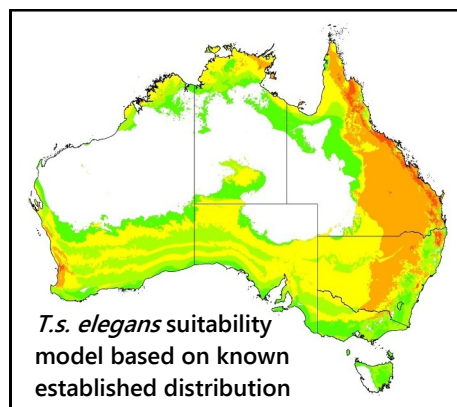 T.s. elegans suitability
model based on known
established distribution